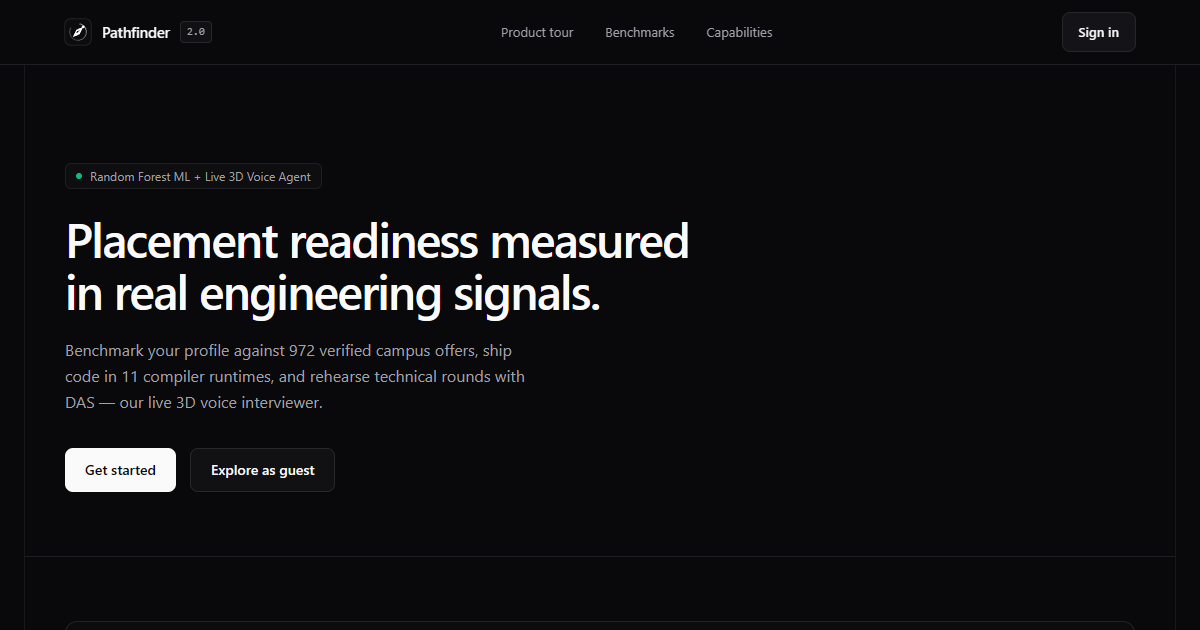 Pathfinder 2.0
Product tour
Benchmarks
Capabilities
Sign in
Random Forest ML + Live 3D Voice Agent
Placement readiness measured
in real engineering signals.
Benchmark your profile against 972 verified campus offers, ship
code in 11 compiler runtimes, and rehearse technical rounds with
DAS — our live 3D voice interviewer.
Get started
Explore as guest